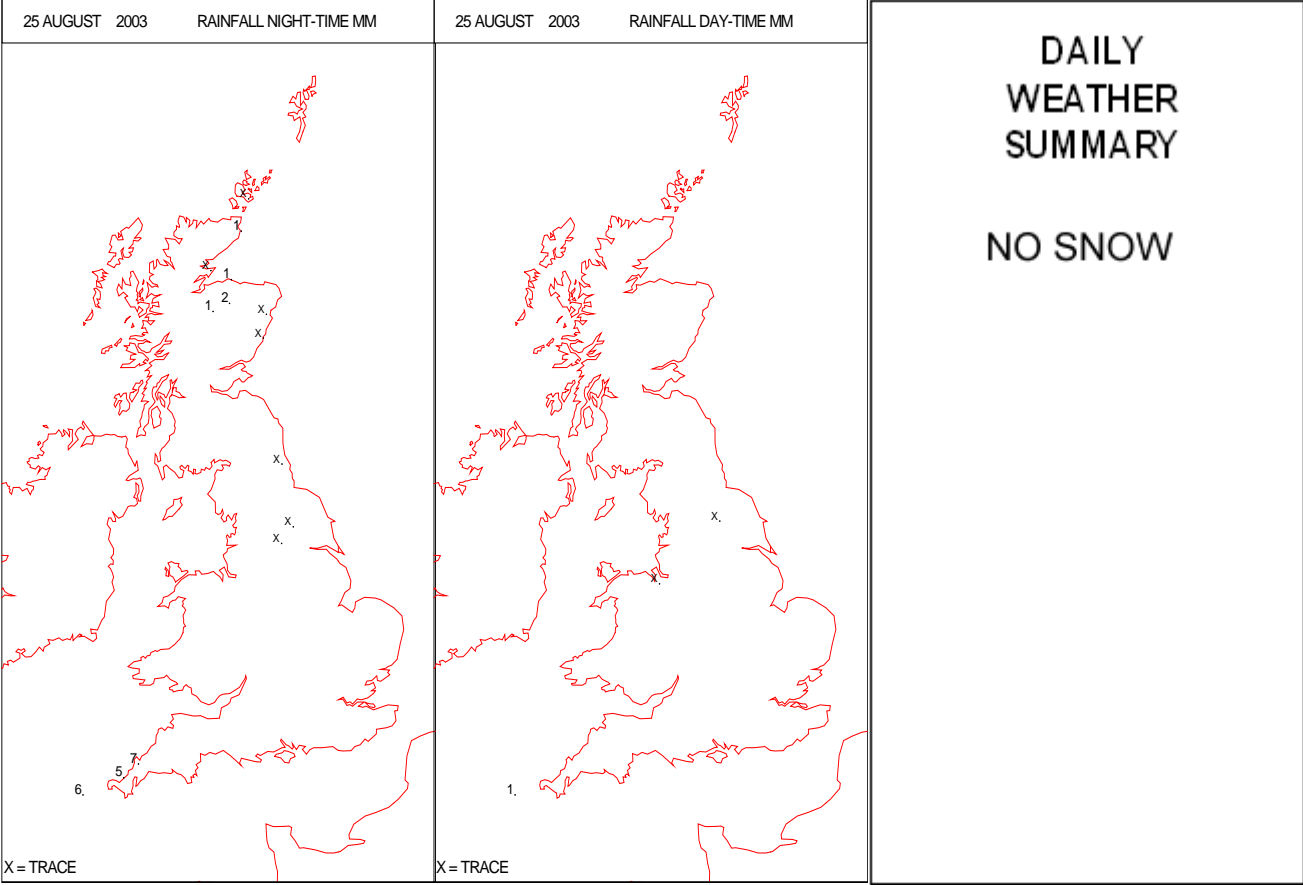 25 AUGUST 2003 RAINFALL NIGHT-TIME MM
X.
1.
X.
1
1. 2.
X.
X.
X.
X.
X.
7.
5.
6.
X = TRACE
25 AUGUST 2003 RAINFALL DAY-TIME MM
X.
X.
1.
X = TRACE
DAILY
WEATHER
SUMMARY
NO SNOW